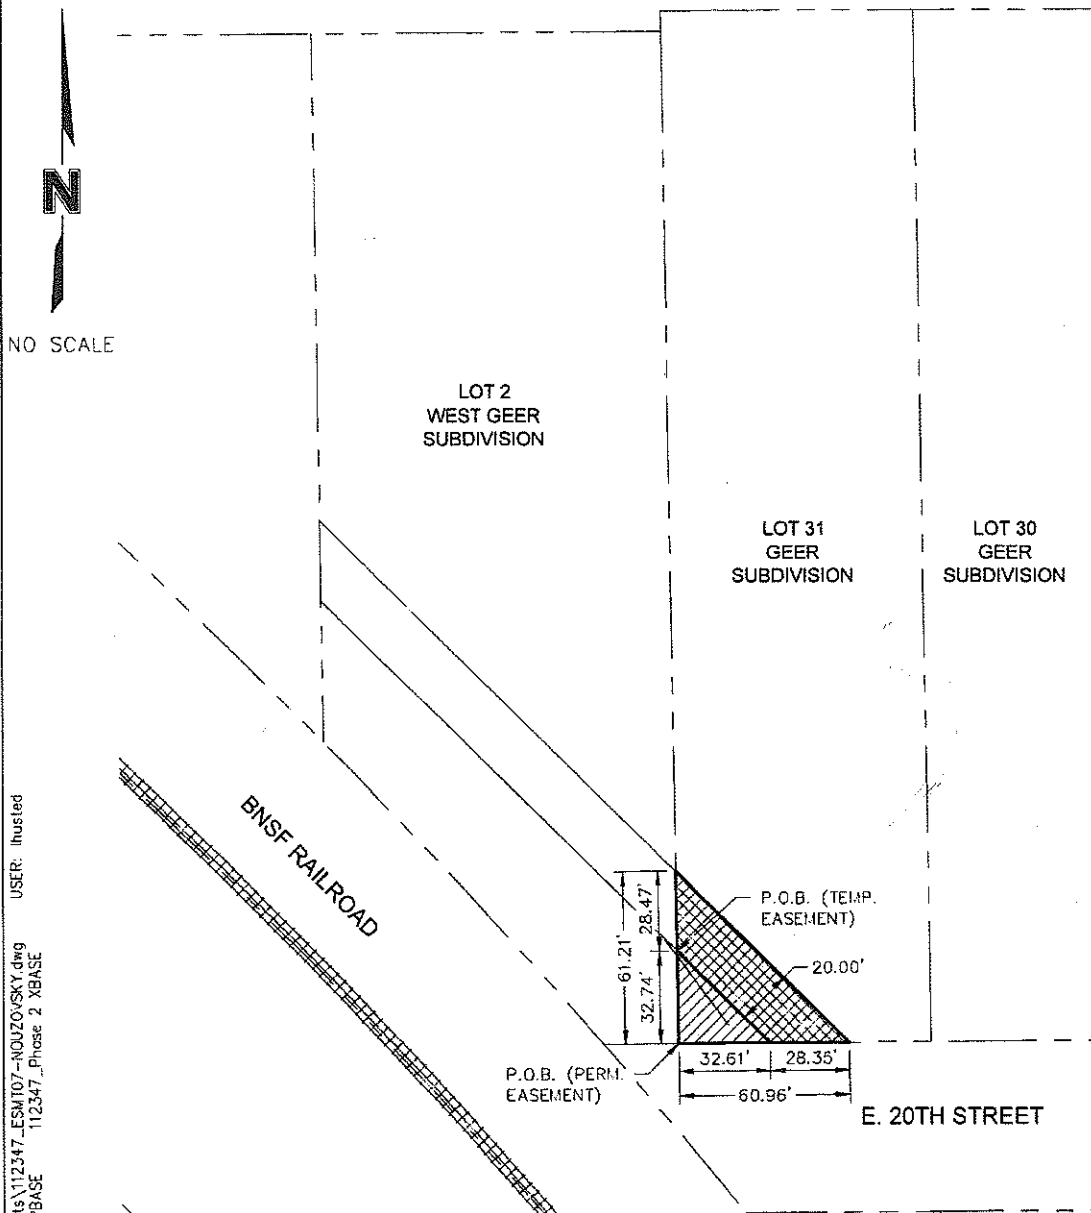 N
NO SCALE
LOT 2
WEST GEER
SUBDIVISION
LOT 31
GEER
SUBDIVISION
LOT 30
GEER
SUBDIVISION
BNSF RAILROAD
P.O.B. (TEMP.
EASEMENT)
28.47'
61.21'
32.74'
20.00'
P.O.B. (PERM.
EASEMENT)
32.61'
28.35'
60.96'
E. 20TH STREET
ts\112347_ESMT07-NOUZOVSKY.dwg USER: lhusted
PBASE 112347_Phase 2 XBASE